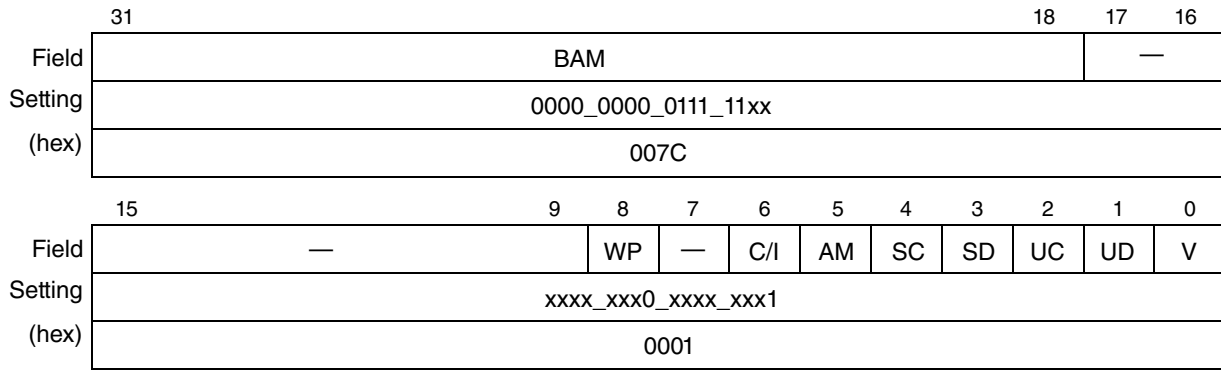 31 18 17 16
Field BAM —
Setting 0000_0000_0111_11xx
(hex) 007C
15 9 8 7 6 5 4 3 2 1 0
Field — WP — C/I AM SC SD UC UD V
Setting xxxx_xxx0_xxxx_xxx1
(hex) 0001